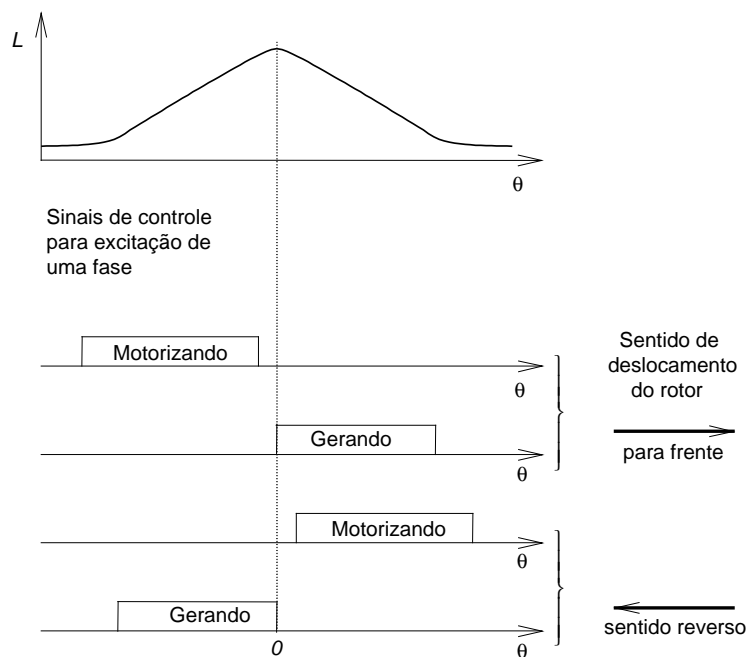 L
θ
Sinais de controle
para excitação de
uma fase
Motorizando
θ
Gerando
θ
Sentido de
deslocamento
do rotor
para frente
Motorizando
θ
Gerando
0
θ
sentido reverso